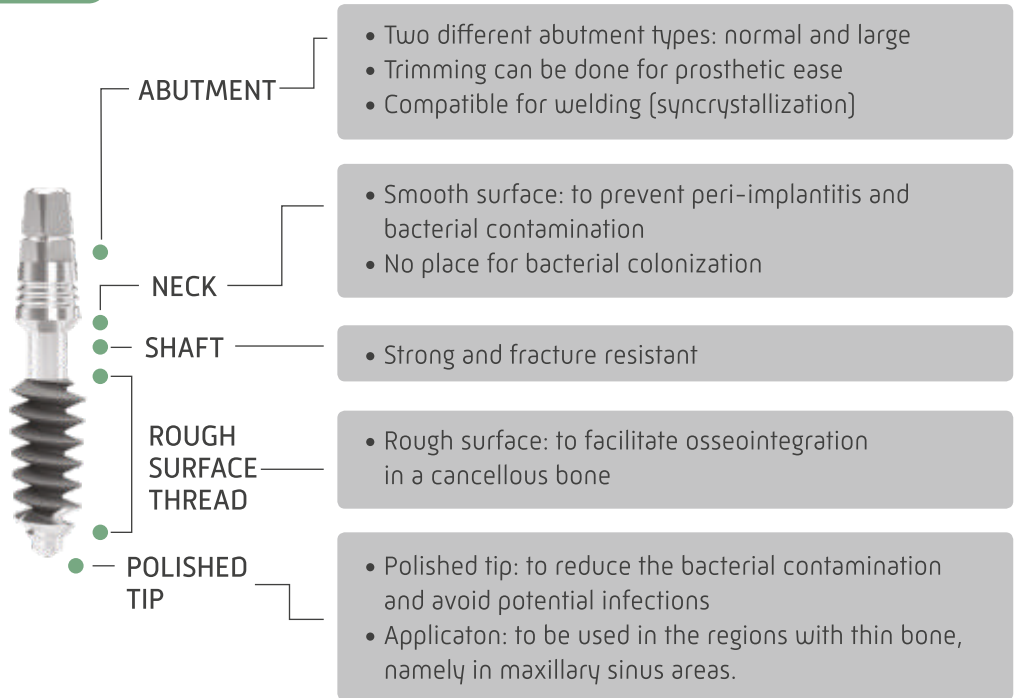 ABUTMENT
• Two different abutment types: normal and large
• Trimming can be done for prosthetic ease
• Compatible for welding (syncrystallization)
NECK
• Smooth surface: to prevent peri-implantitis and
bacterial contamination
• No place for bacterial colonization
SHAFT
• Strong and fracture resistant
ROUGH
SURFACE
THREAD
• Rough surface: to facilitate osseointegration
in a cancellous bone
POLISHED
TIP
• Polished tip: to reduce the bacterial contamination
and avoid potential infections
• Applicaton: to be used in the regions with thin bone,
namely in maxillary sinus areas.